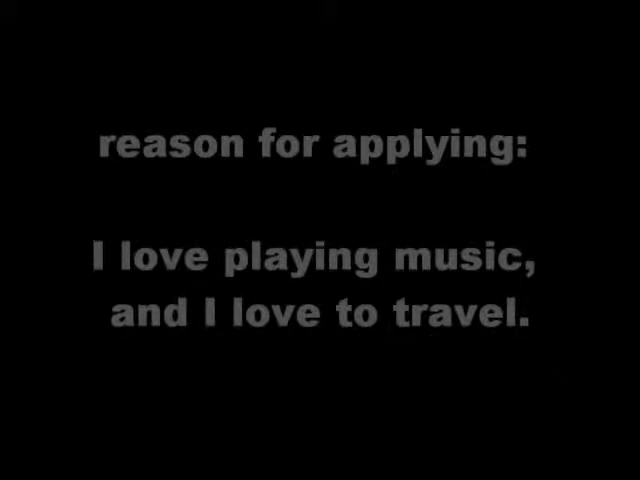 reason for applying:
I love playing music,
and I love to travel.